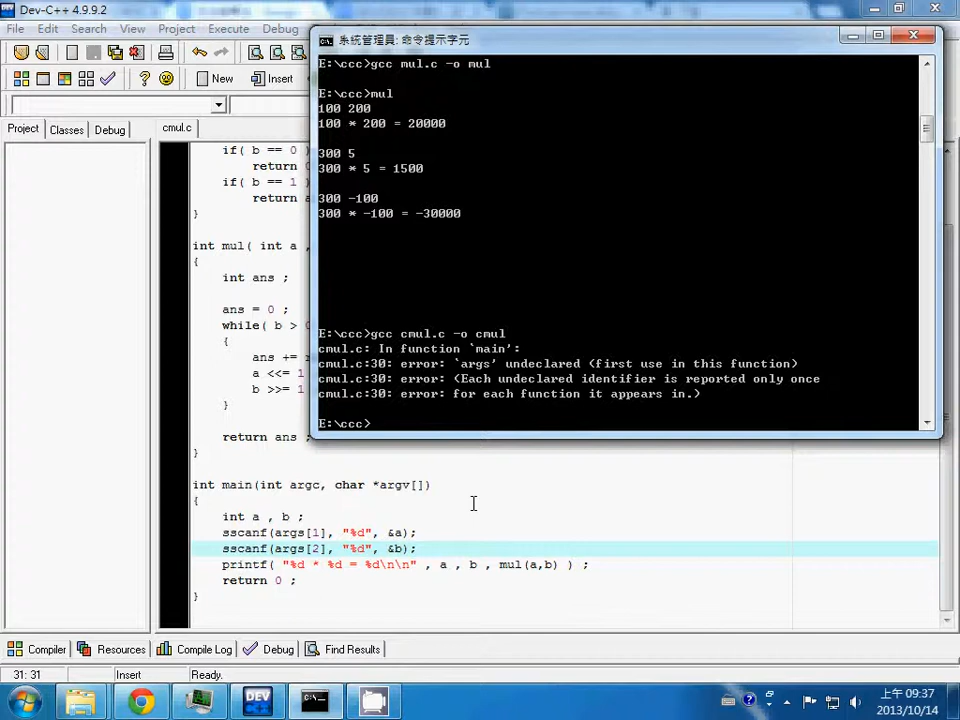 Dev-C++ 4.9.9.2
File Edit Search View Project Execute Debug
New Insert
Project Classes Debug
cmul.c
if( b == 0
return 0
if( b == 1
return a
}
int mul( int a ,
{
int ans ;
ans = 0 ;
while( b > 0
{
ans +=
a <<= 1
b >>= 1
}
return ans ;
}
int main(int argc, char *argv[])
{
int a , b ;
sscanf(args[1], "%d", &a);
sscanf(args[2], "%d", &b);
printf( "%d * %d = %d\n\n" , a , b , mul(a,b) ) ;
return 0 ;
}
系統管理員: 命令提示字元
E:\ccc>gcc mul.c -o mul
E:\ccc>mul
100 200
100 * 200 = 20000
300 5
300 * 5 = 1500
300 -100
300 * -100 = -30000
E:\ccc>gcc cmul.c -o cmul
cmul.c: In function `main':
cmul.c:30: error: `args' undeclared (first use in this function)
cmul.c:30: error: (Each undeclared identifier is reported only once
cmul.c:30: error: for each function it appears in.)
E:\ccc>
Compiler Resources Compile Log Debug Find Results
31: 31 Insert Ready.
上午 09:37
2013/10/14